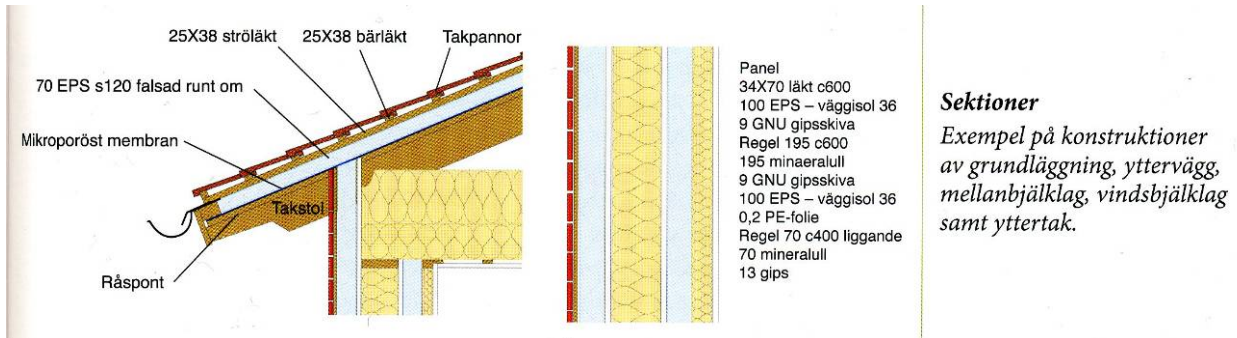 25X38 ströläkt
25X38 bärläkt
Takpannor
70 EPS s120 falsad runt om
Mikroporöst membran
Takstol
Råspont
Panel
34X70 läkt c600
100 EPS – väggisol 36
9 GNU gipsskiva
Regel 195 c600
195 minaeralull
9 GNU gipsskiva
100 EPS – väggisol 36
0,2 PE-folie
Regel 70 c400 liggande
70 mineralull
13 gips
Sektioner
Exempel på konstruktioner
av grundläggning, yttervägg,
mellanbjälklag, vindsbjälklag
samt yttertak.